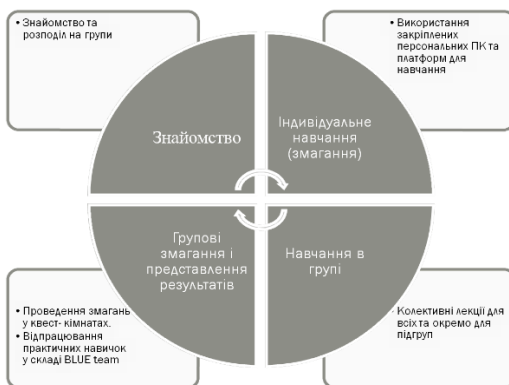 • Знайомство та
розподіл на групи
• Використання
закріплених
персональних ПК та
платформ для
навчання
Знайомство
Індивідуальне
навчання
(змагання)
Групові
змагання і
представлення
результатів
Навчання в
групі
• Проведення змагань
у квест- кімнатах.
• Відпрацювання
практичних навичок
у складі BLUE team
Колективні лекції для
всіх та окремо для
підгруп